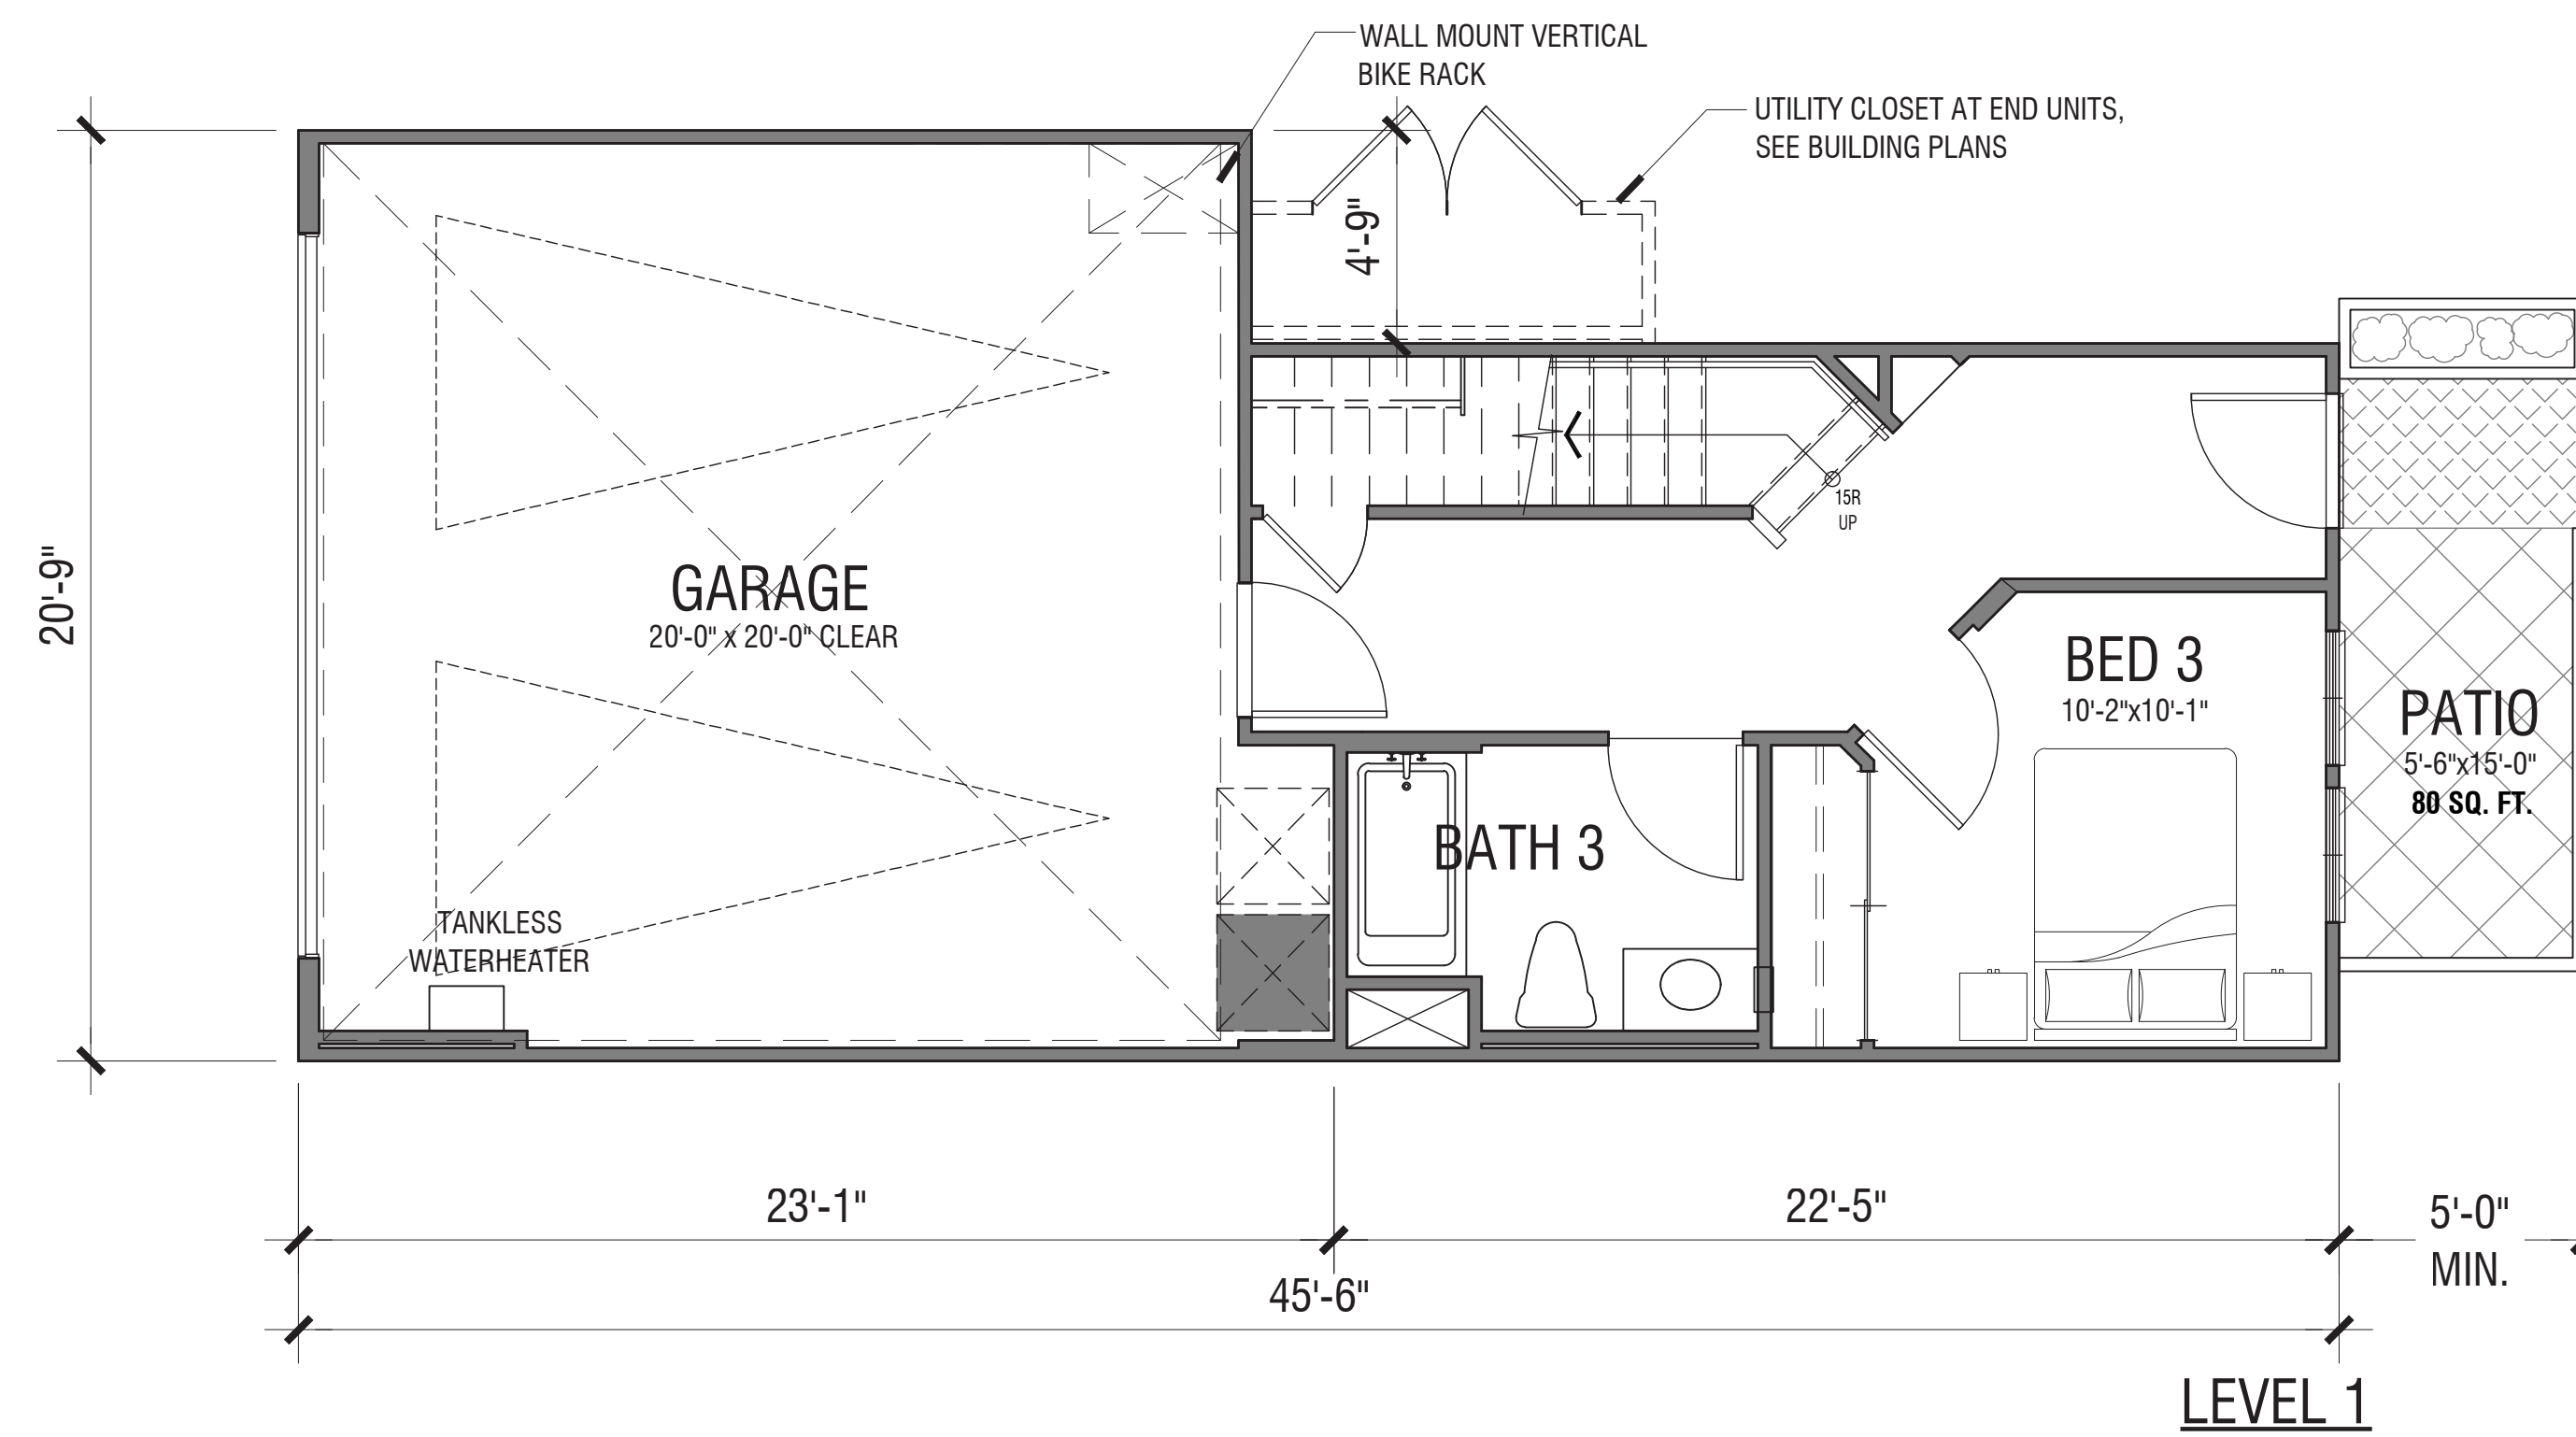 WALL MOUNT VERTICAL
BIKE RACK
UTILITY CLOSET AT END UNITS,
SEE BUILDING PLANS
4'-9"
20'-9"
15R
UP
GARAGE
20'-0" x 20'-0" CLEAR
BED 3
10'-2"x10'-1"
PATIO
5'-6"x15'-0"
80 SQ. FT.
BATH 3
TANKLESS
WATERHEATER
23'-1"
22'-5"
5'-0"
MIN.
45'-6"
LEVEL 1